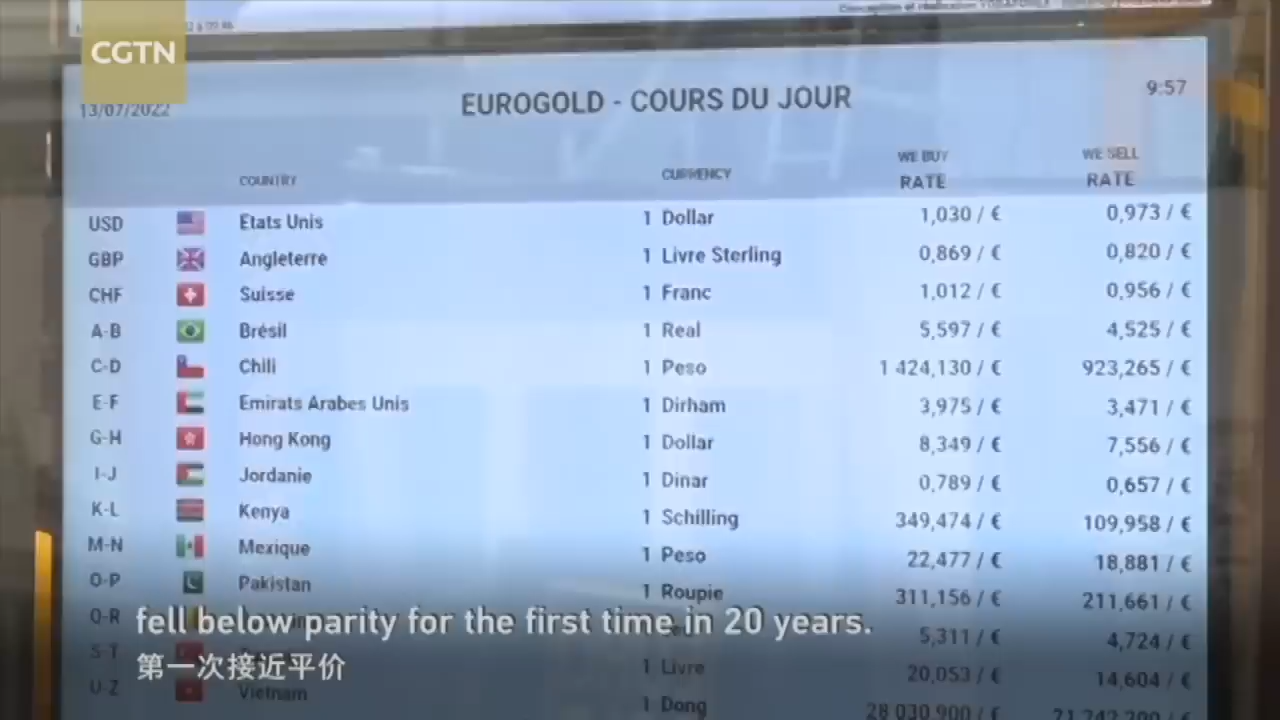 CGTN
13/07/2022
EUROGOLD - COURS DU JOUR
9:57
COUNTRY CURRENCY WE BUY RATE WE SELL RATE
USD Etats Unis 1 Dollar 1,030 / € 0,973 / €
GBP Angleterre 1 Livre Sterling 0,869 / € 0,820 / €
CHF Suisse 1 Franc 1,012 / € 0,956 / €
A-B Brésil 1 Real 5,597 / € 4,525 / €
C-D Chili 1 Peso 1 424,130 / € 923,265 / €
E-F Emirats Arabes Unis 1 Dirham 3,975 / € 3,471 / €
G-H Hong Kong 1 Dollar 8,349 / € 7,556 / €
I-J Jordanie 1 Dinar 0,789 / € 0,657 / €
K-L Kenya 1 Schilling 349,474 / € 109,958 / €
M-N Mexique 1 Peso 22,477 / € 18,881 / €
O-P Pakistan 1 Roupie 311,156 / € 211,661 / €
Q-R 5,311 / € 4,724 / €
fell below parity for the first time in 20 years.
S-T 1 Livre 20,053 / € 14,604 / €
第一次接近平价
U-Z Vietnam 1 Dong 28 030,900 / €